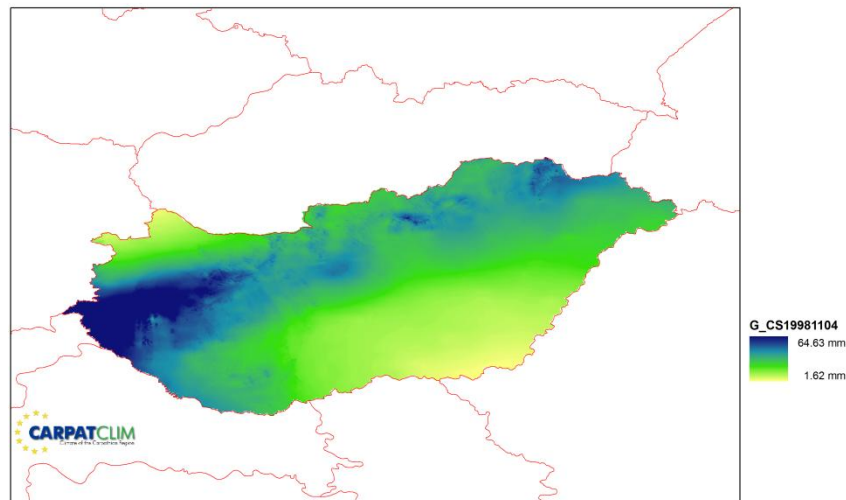 G_CS19981104
64.63 mm
1.62 mm
CARPATCLIM
Climate of the Carpathian Region